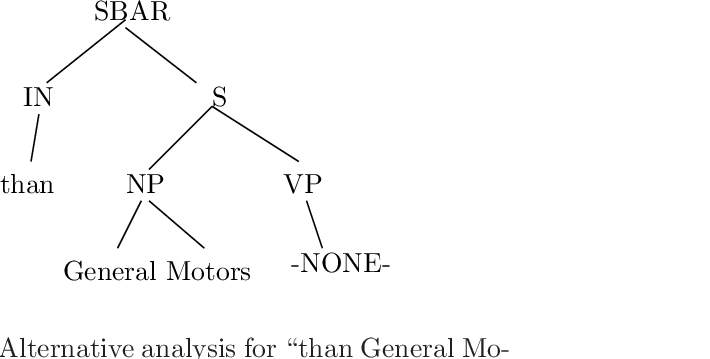 SBAR
IN S
than NP VP
General Motors -NONE-
Alternative analysis for “than General Mo-